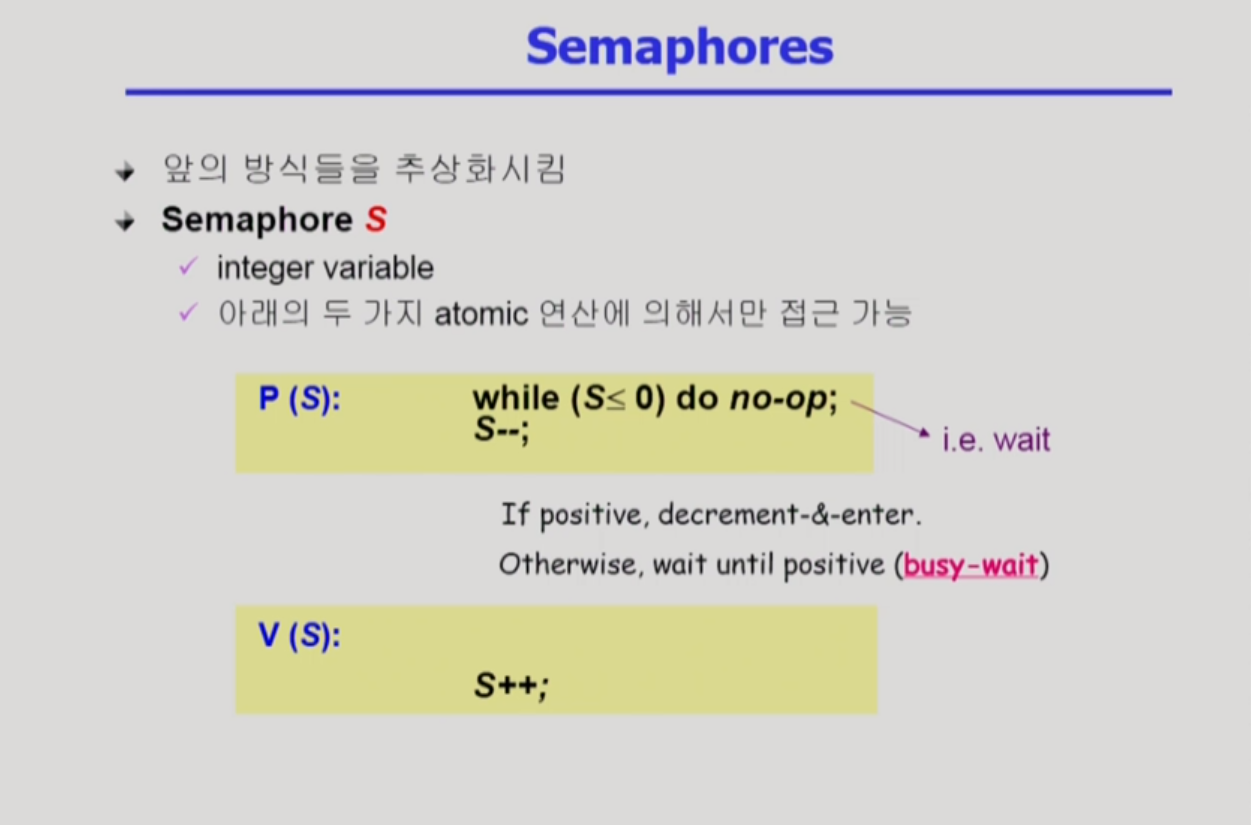 Semaphores
앞의 방식들을 추상화시킴
Semaphore S
integer variable
아래의 두 가지 atomic 연산에 의해서만 접근 가능
P (S): while (S≤ 0) do no-op;
S--;
i.e. wait
If positive, decrement-&-enter.
Otherwise, wait until positive (busy-wait)
V (S):
S++;